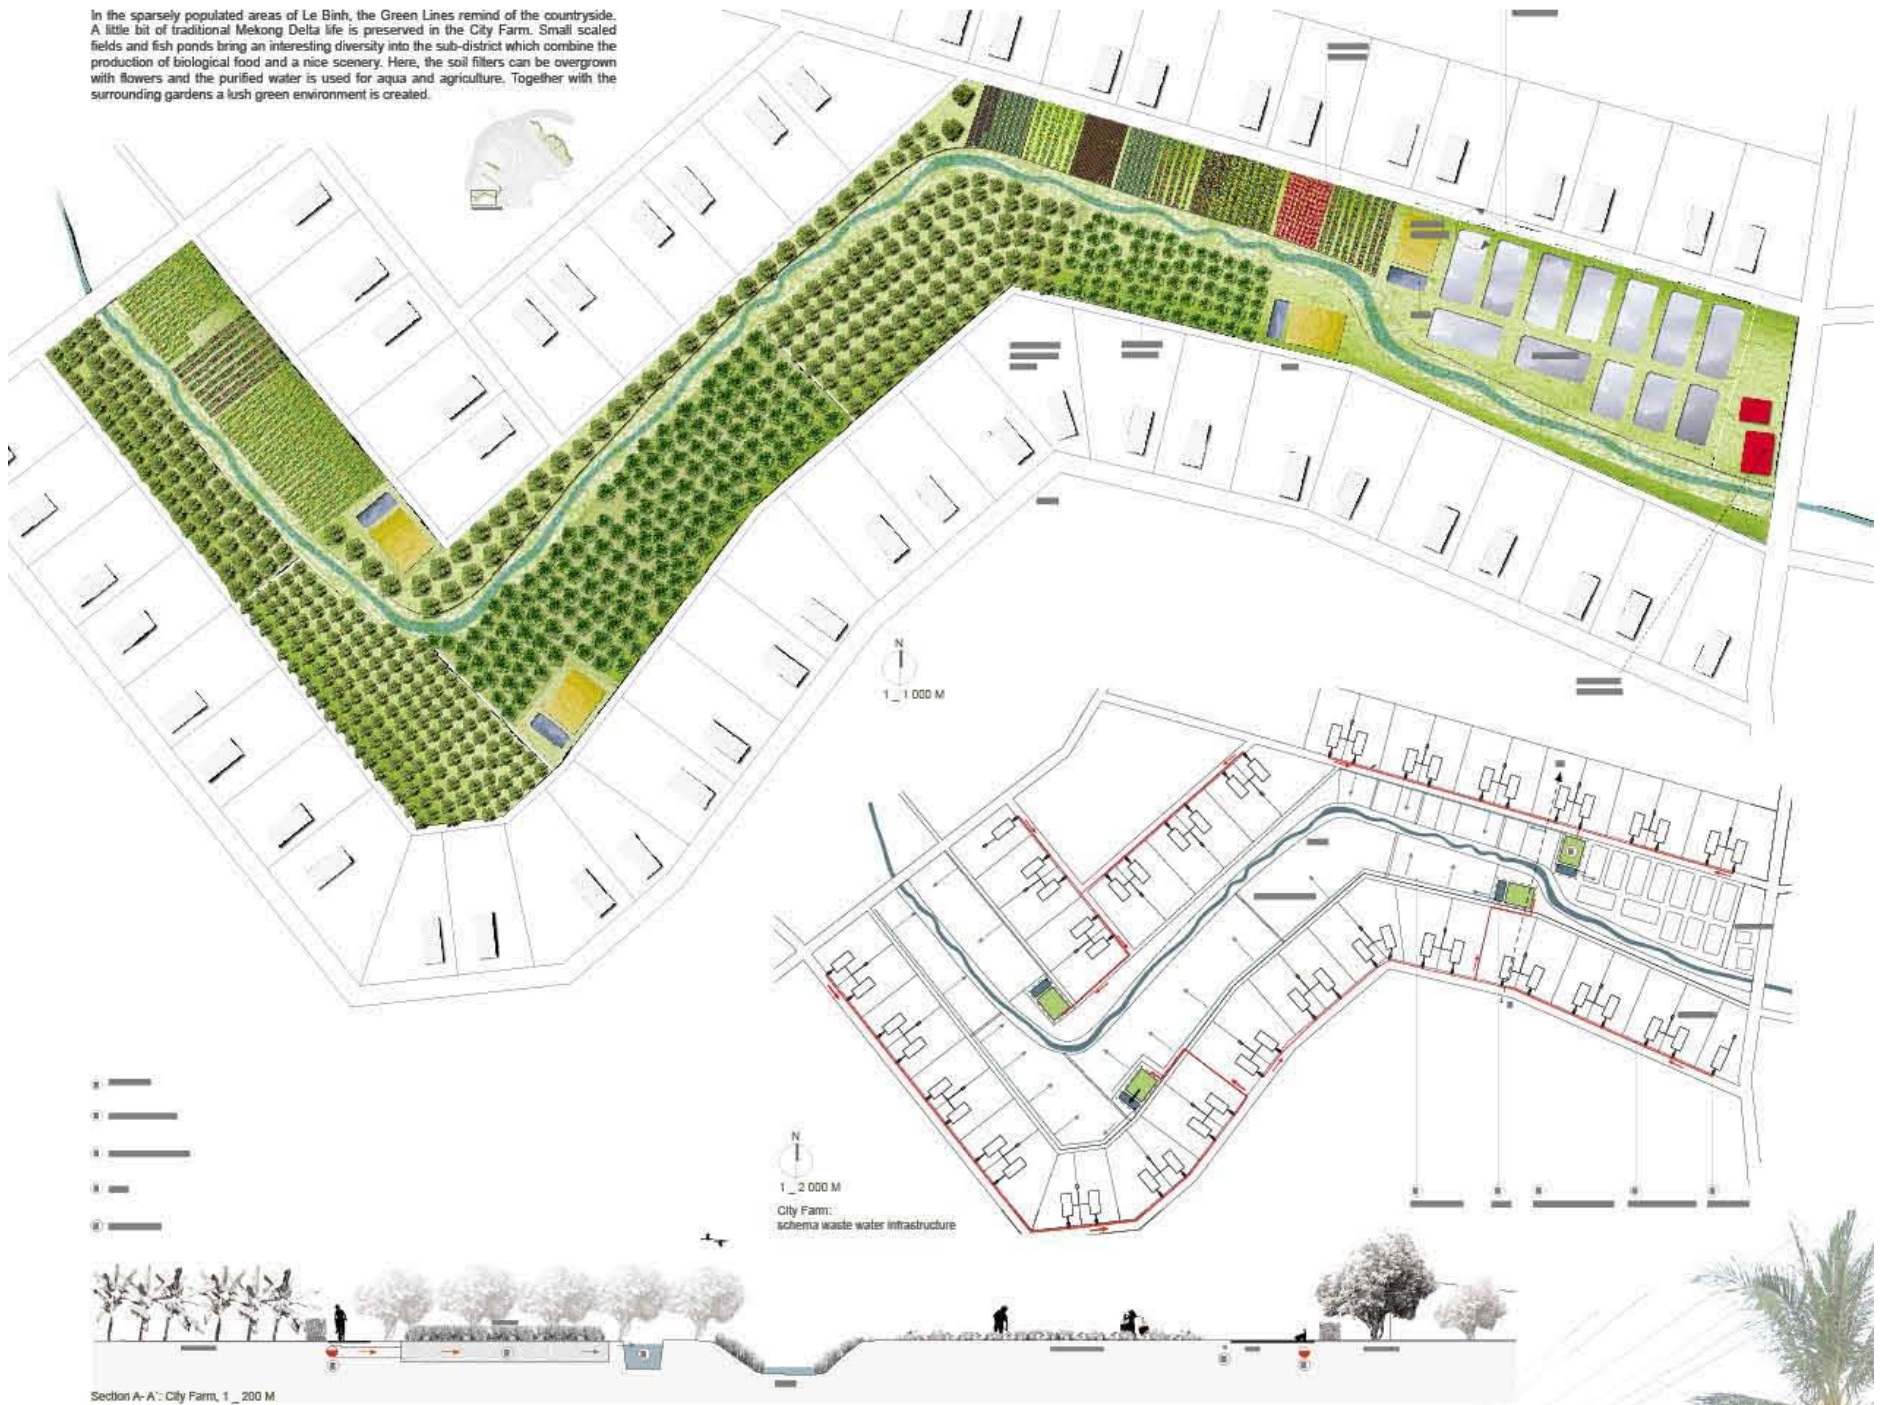 In the sparsely populated areas of Le Binh, the Green Lines remind of the countryside.
A little bit of traditional Mekong Delta life is preserved in the City Farm. Small scaled
fields and fish ponds bring an interesting diversity into the sub-district which combine the
production of biological food and a nice scenery. Here, the soil filters can be overgrown
with flowers and the purified water is used for aqua and agriculture. Together with the
surrounding gardens a lush green environment is created.
N
1 _ 1 000 M
N
1 _ 2 000 M
City Farm:
schema waste water infrastructure
Section A- A': City Farm, 1 _ 200 M